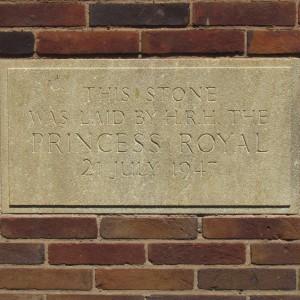 THIS STONE
WAS LAID BY H.R.H. THE
PRINCESS ROYAL
21 JULY 1947